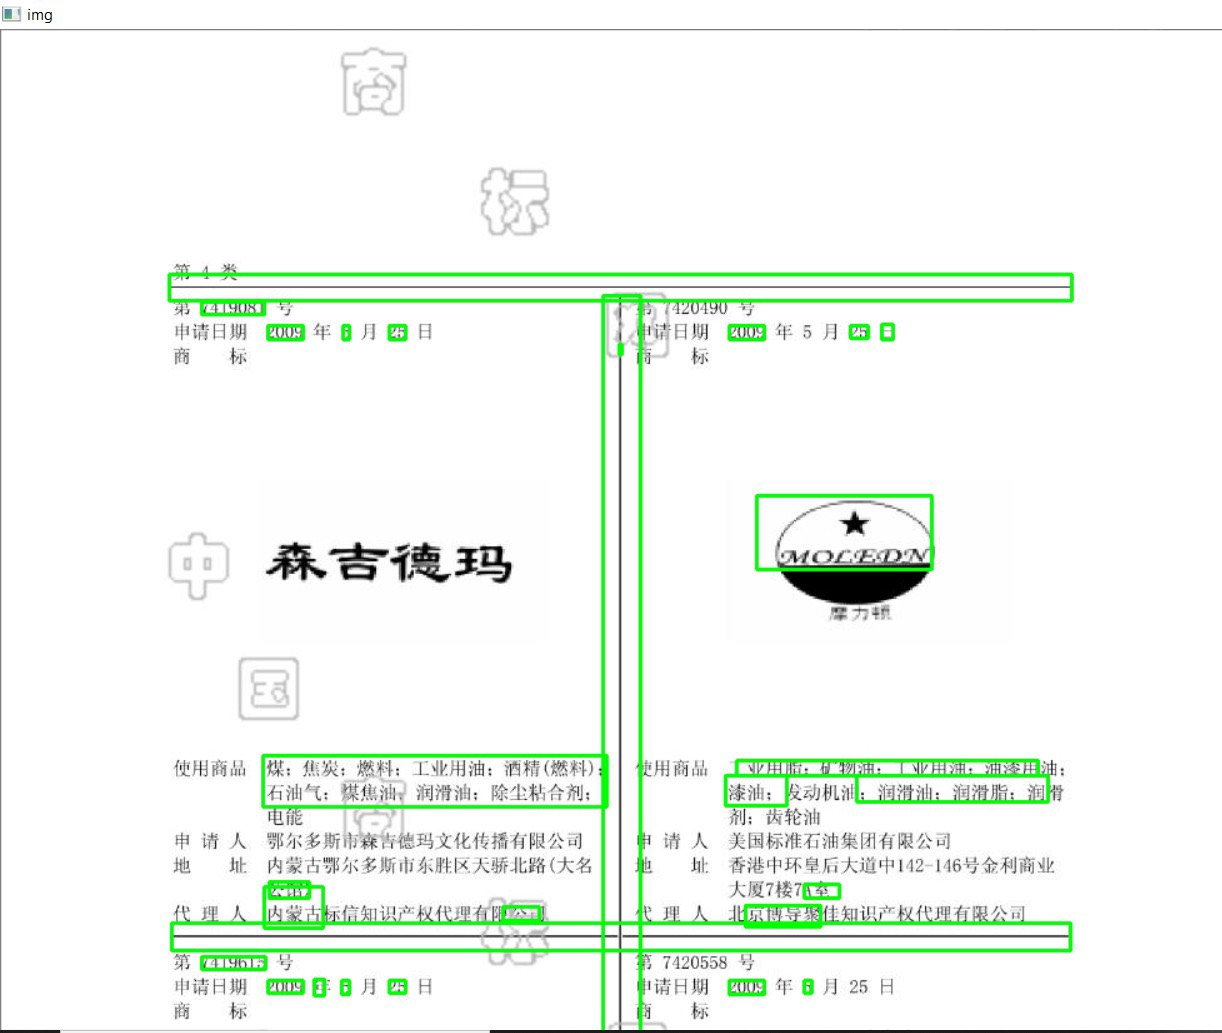 img
商
标
第 4 类
第 7419081 号
申请日期 2009 年 5 月 25 日
商 标
森吉德玛
中
国
使用商品 煤；焦炭；燃料；工业用油；酒精(燃料)；
石油气；煤焦油；润滑油；除尘粘合剂；
电能
申 请 人 鄂尔多斯市森吉德玛文化传播有限公司
地 址 内蒙古鄂尔多斯市东胜区天骄北路(大名
公馆)
代 理 人 内蒙古标信知识产权代理有限公司
第 7420490 号
申请日期 2009 年 5 月 25 日
商 标
MOLEDN
摩力顿
使用商品 工业用脂；矿物油；工业用油；油漆用油；
漆油；发动机油；润滑油；润滑脂；润滑
剂；齿轮油
申 请 人 美国标准石油集团有限公司
地 址 香港中环皇后大道中142-146号金利商业
大厦7楼7A室
代 理 人 北京博导聚佳知识产权代理有限公司
第 7419615 号
申请日期 2009 年 5 月 25 日
商 标
第 7420558 号
申请日期 2009 年 5 月 25 日
商 标